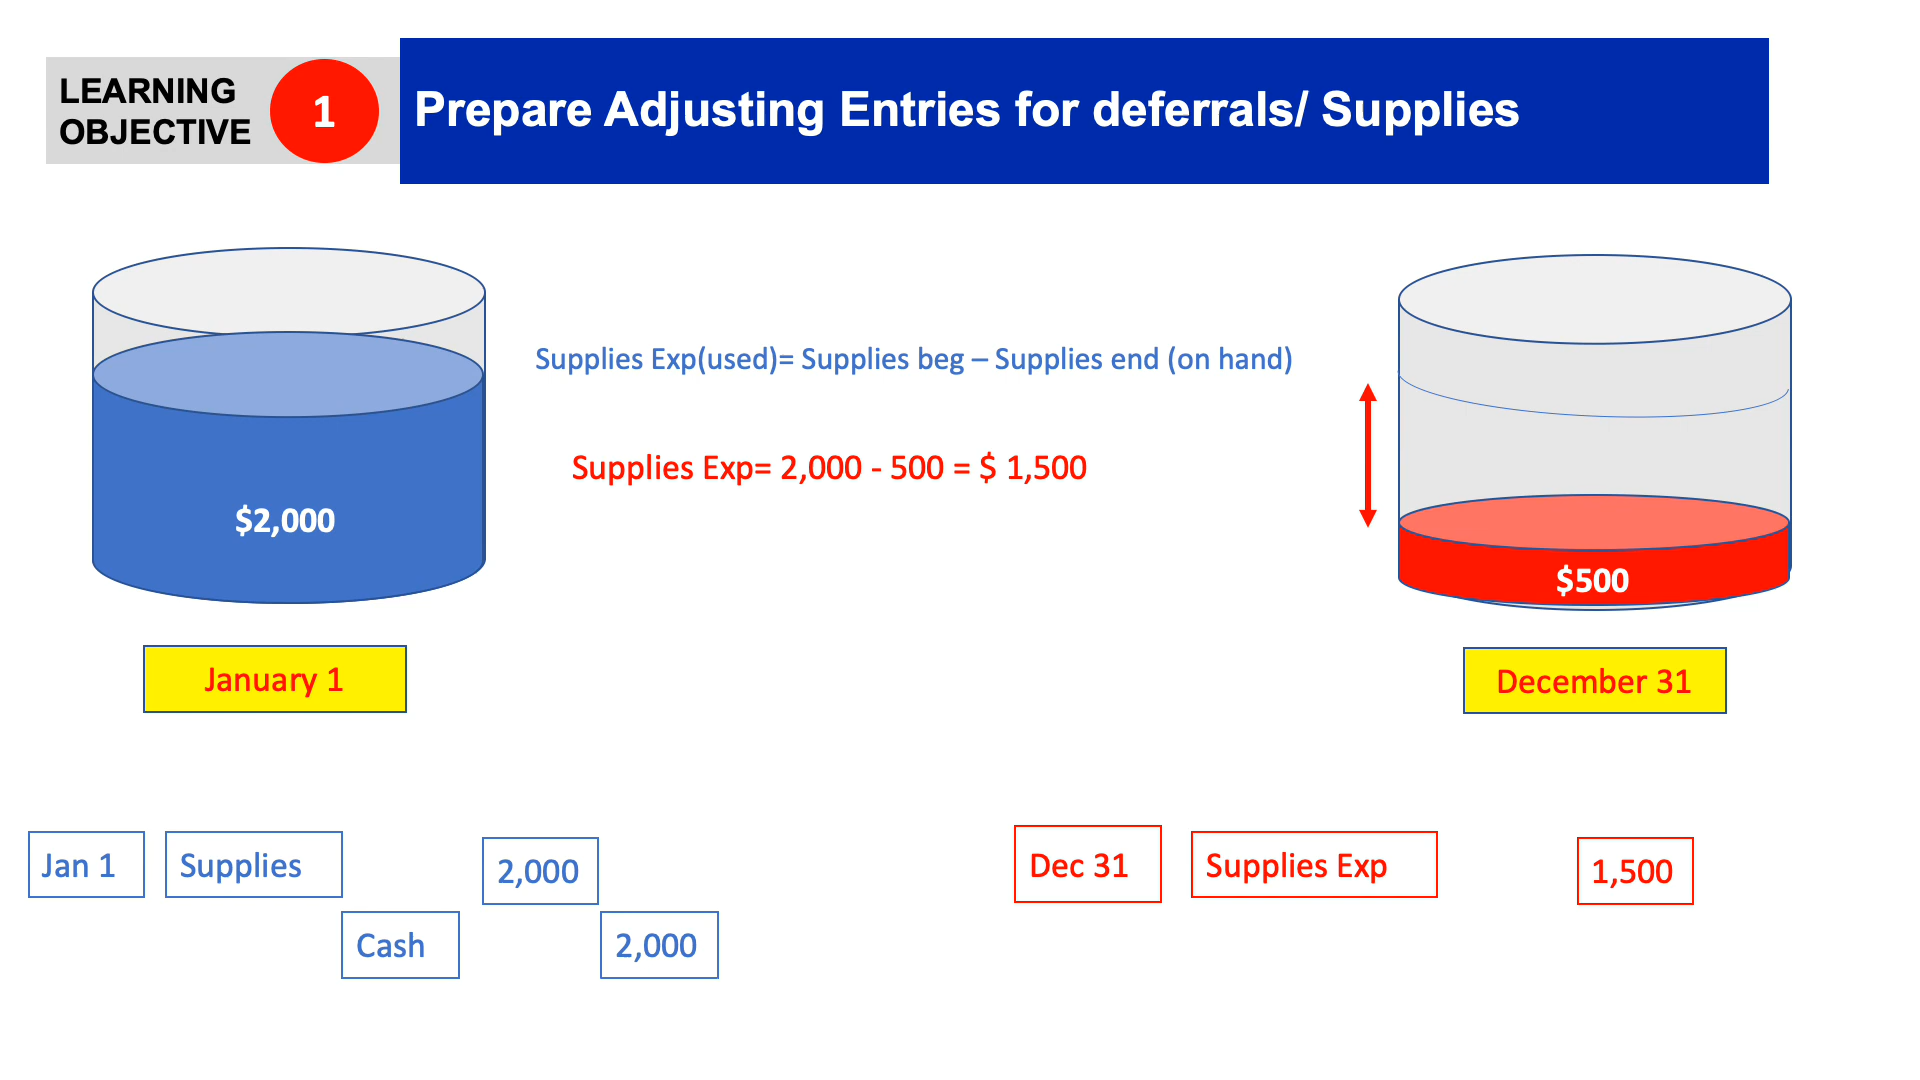 LEARNING
OBJECTIVE
1
Prepare Adjusting Entries for deferrals/ Supplies
Supplies Exp(used)= Supplies beg – Supplies end (on hand)
Supplies Exp= 2,000 - 500 = $ 1,500
$2,000
$500
January 1
December 31
Jan 1 Supplies 2,000
Cash 2,000
Dec 31 Supplies Exp 1,500